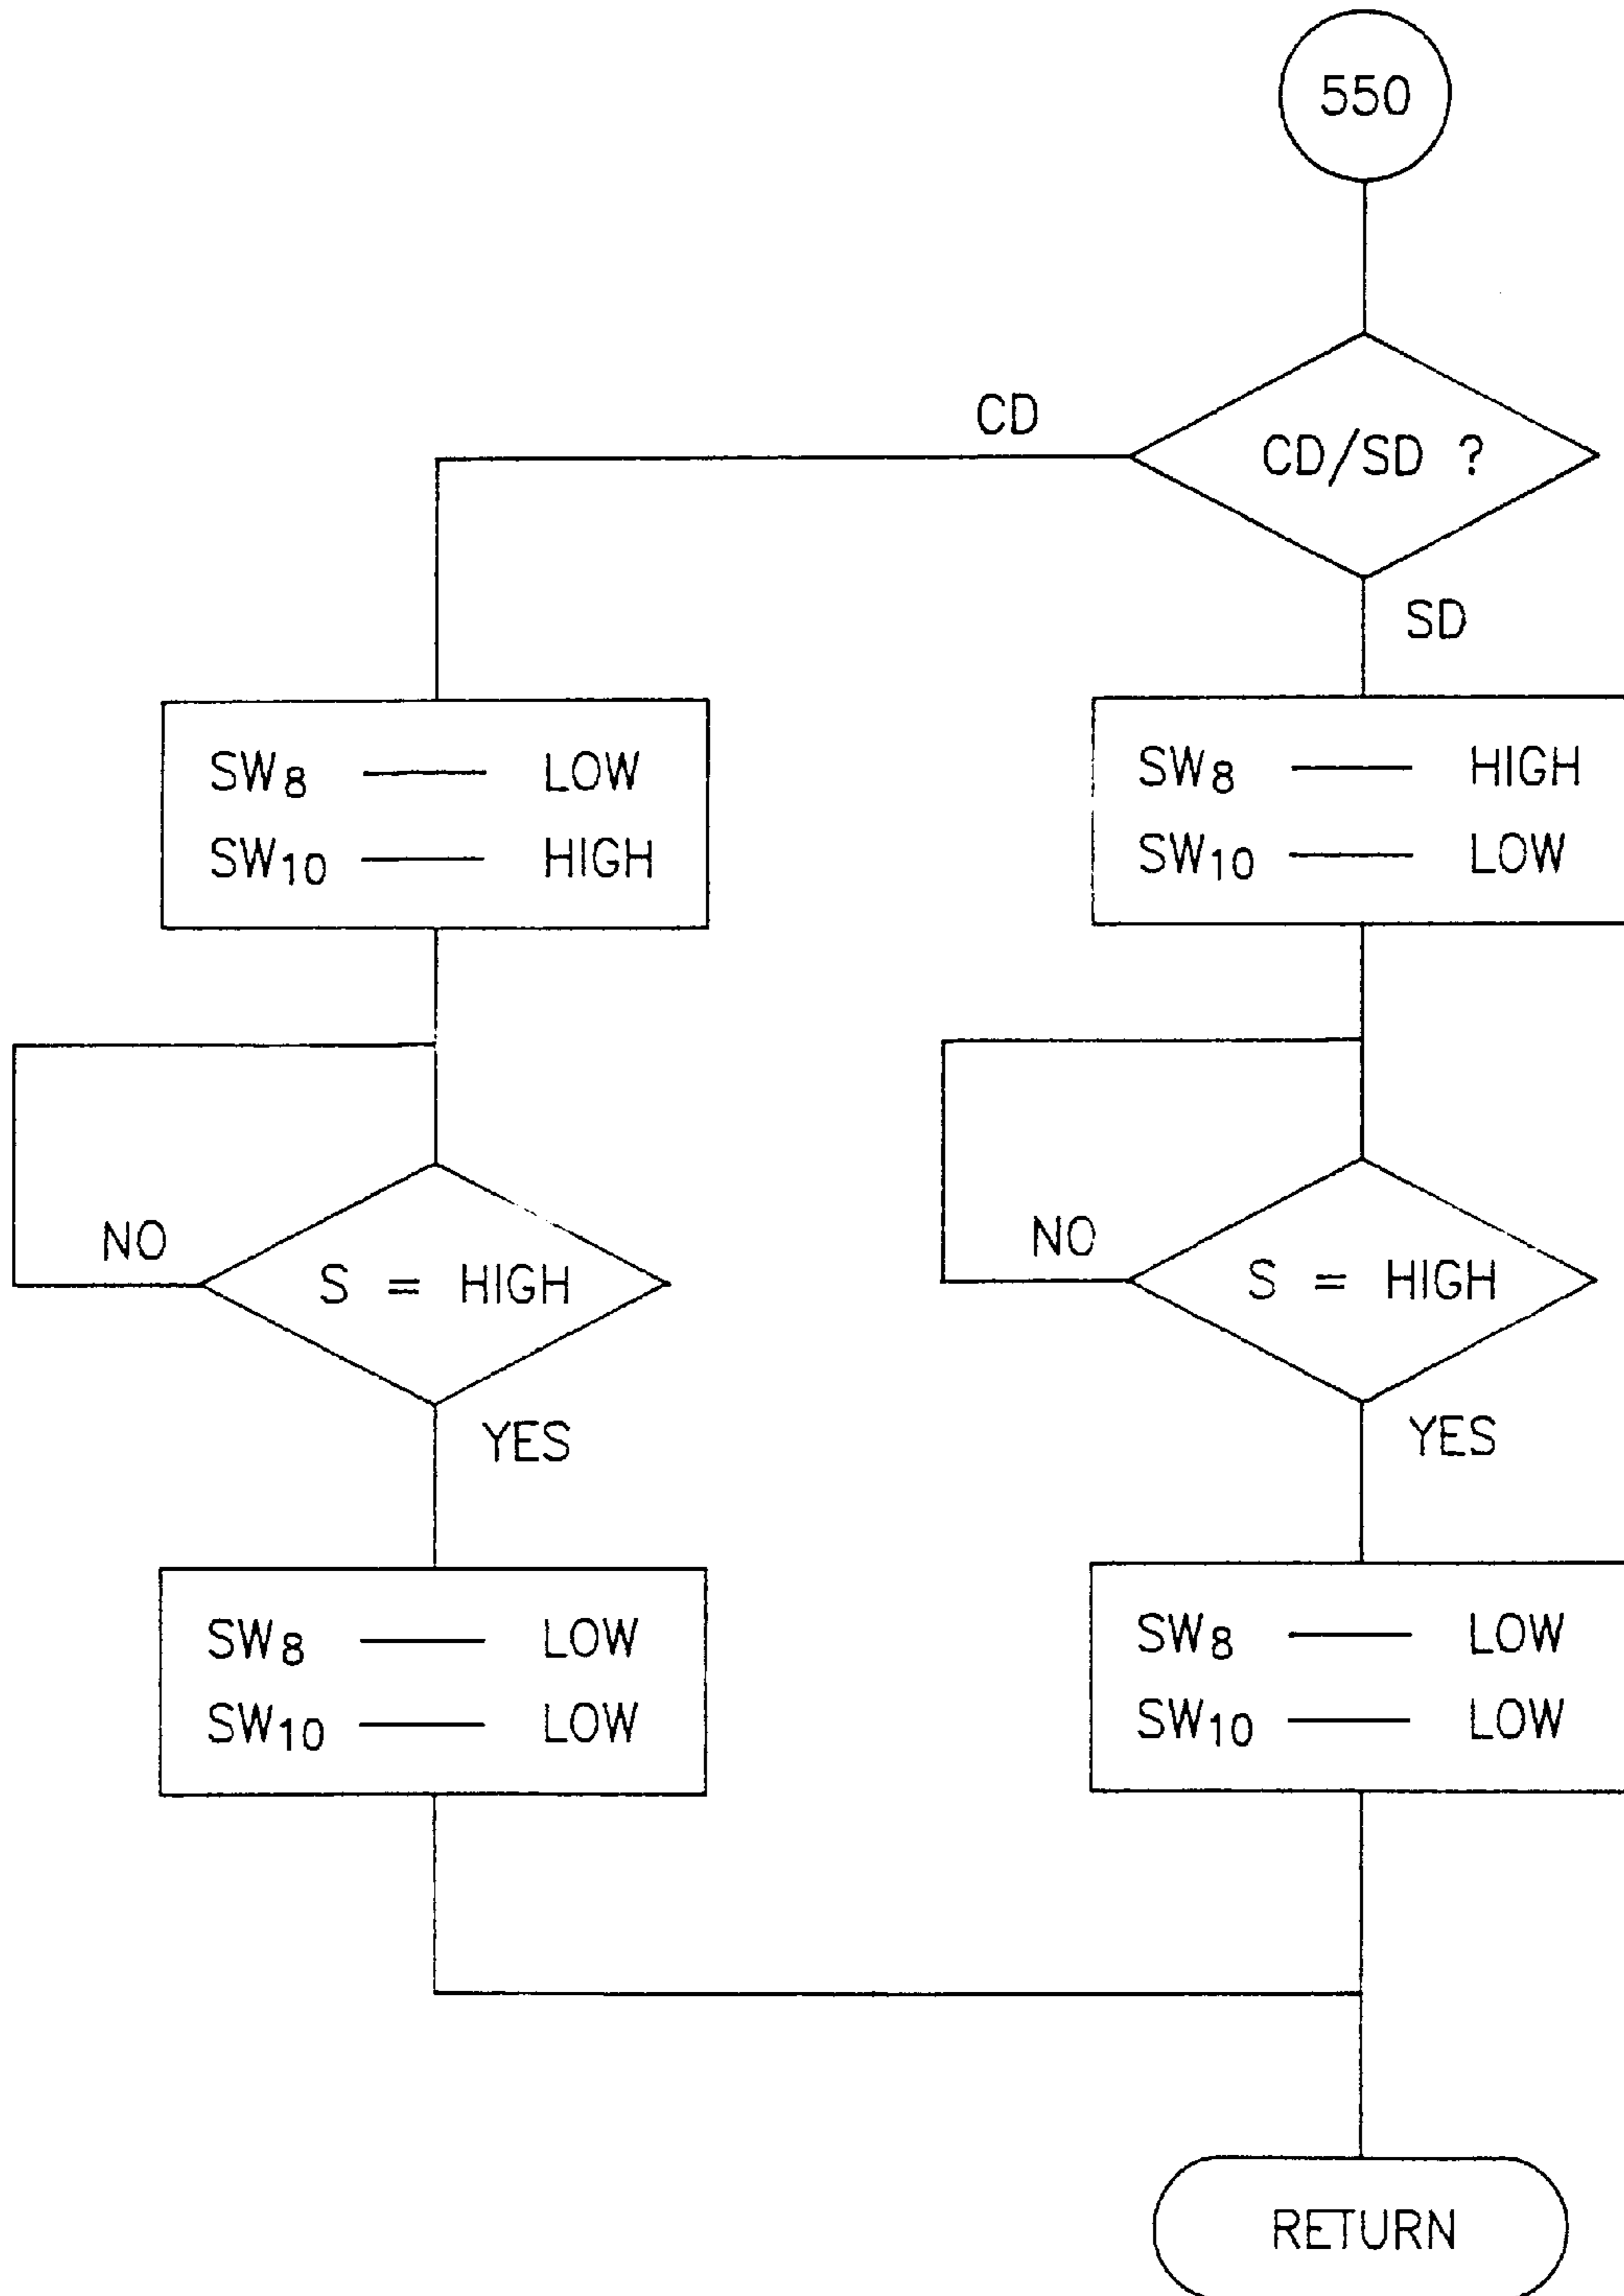 550
CD/SD ?
CD
SD
SW₈ LOW
SW₁₀ HIGH
SW₈ HIGH
SW₁₀ LOW
NO
S = HIGH
YES
NO
S = HIGH
YES
SW₈ LOW
SW₁₀ LOW
SW₈ LOW
SW₁₀ LOW
RETURN